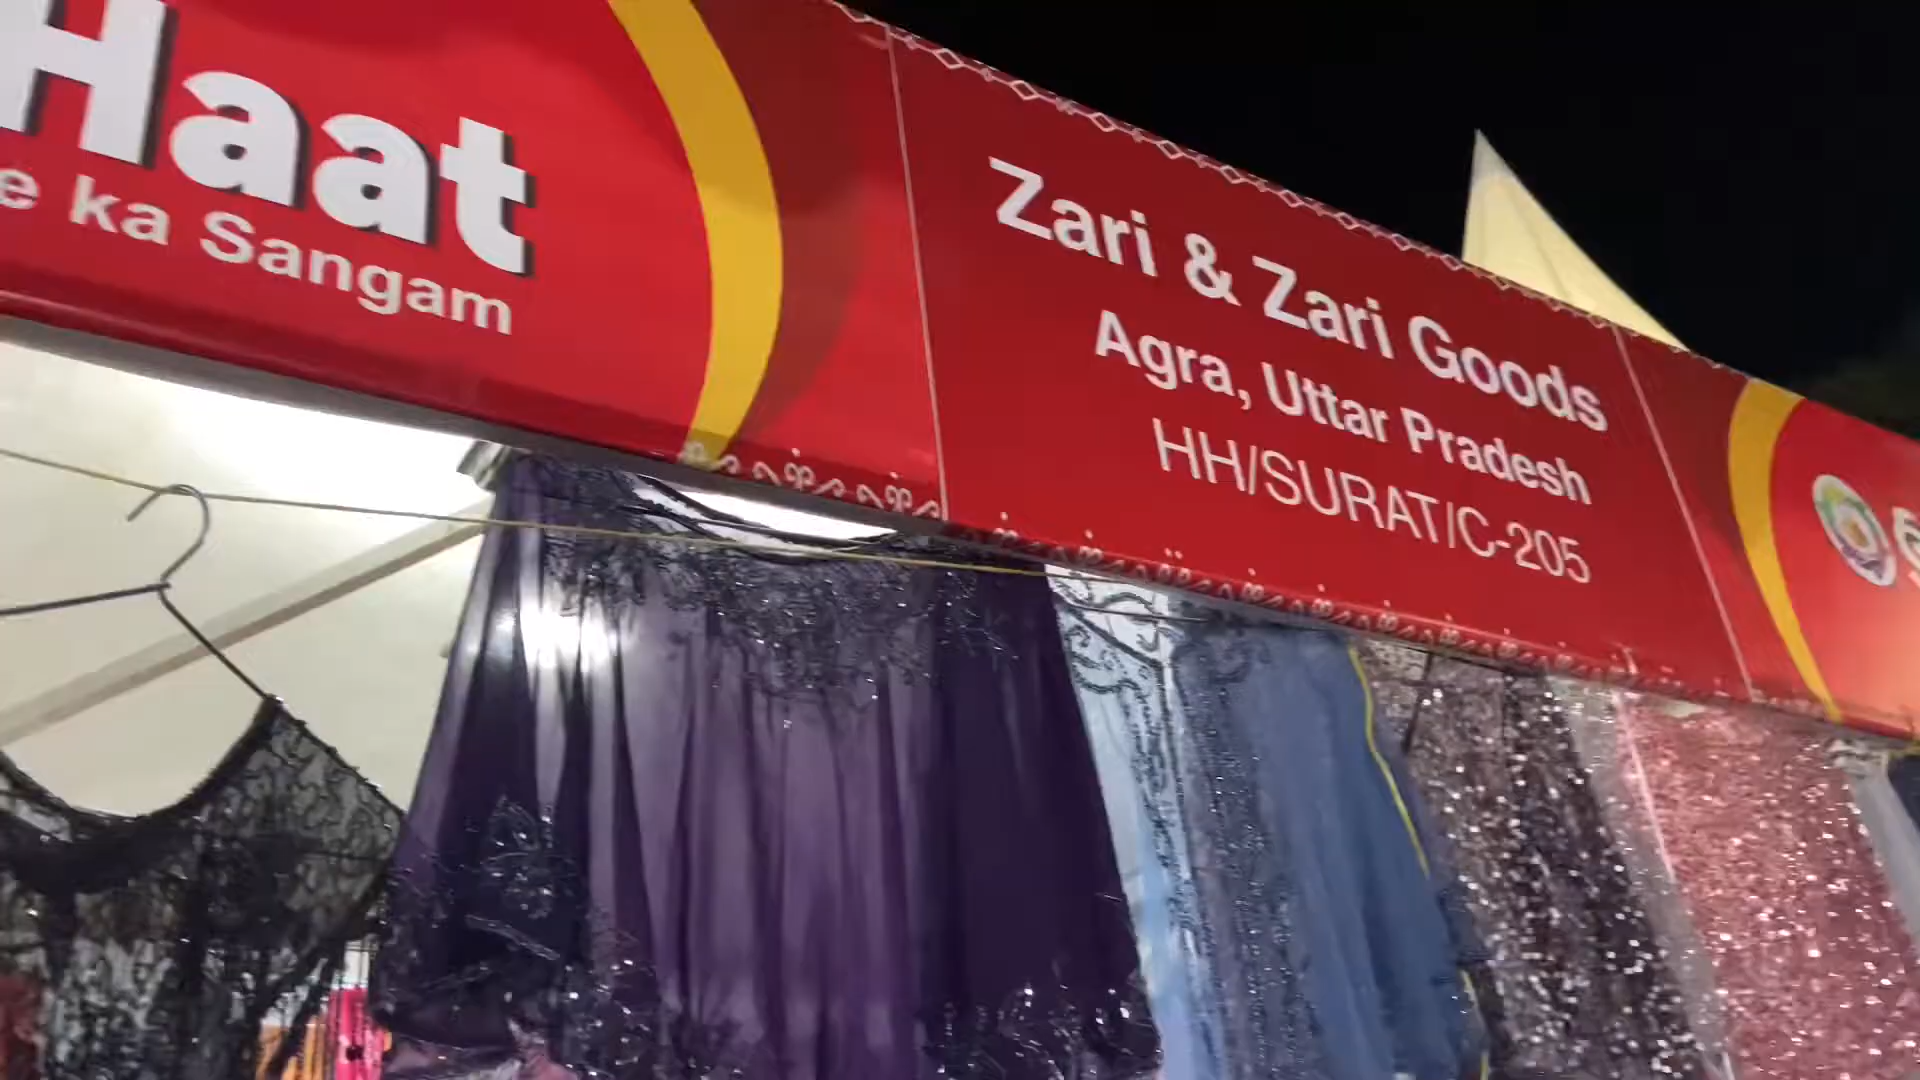 Haat
ka Sangam
Zari & Zari Goods
Agra, Uttar Pradesh
HH/SURAT/C-205